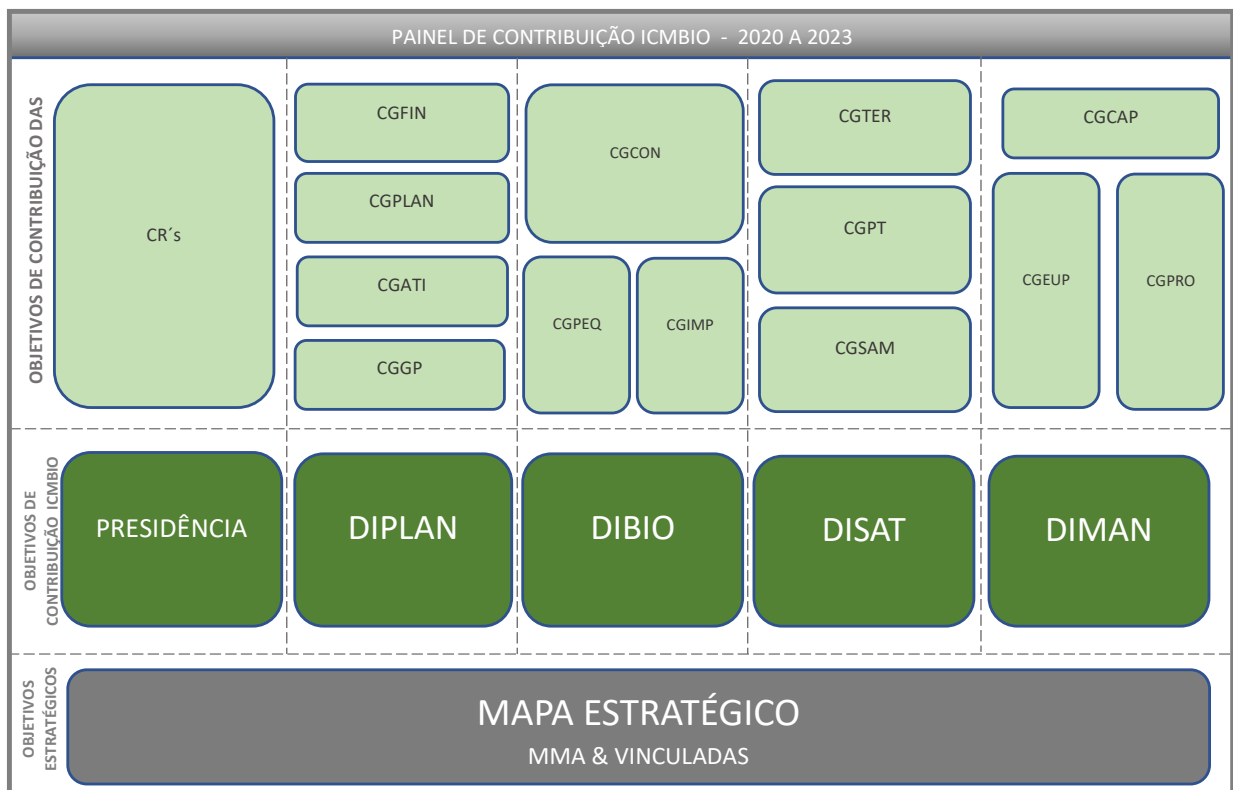 PAINEL DE CONTRIBUIÇÃO ICMBIO - 2020 A 2023
OBJETIVOS DE CONTRIBUIÇÃO DAS
CR´s
CGFIN
CGPLAN
CGATI
CGGP
CGCON
CGPEQ
CGIMP
CGTER
CGPT
CGSAM
CGCAP
CGEUP
CGPRO
OBJETIVOS DE
CONTRIBUIÇÃO ICMBIO
PRESIDÊNCIA
DIPLAN
DIBIO
DISAT
DIMAN
OBJETIVOS
ESTRATÉGICOS
MAPA ESTRATÉGICO
MMA & VINCULADAS